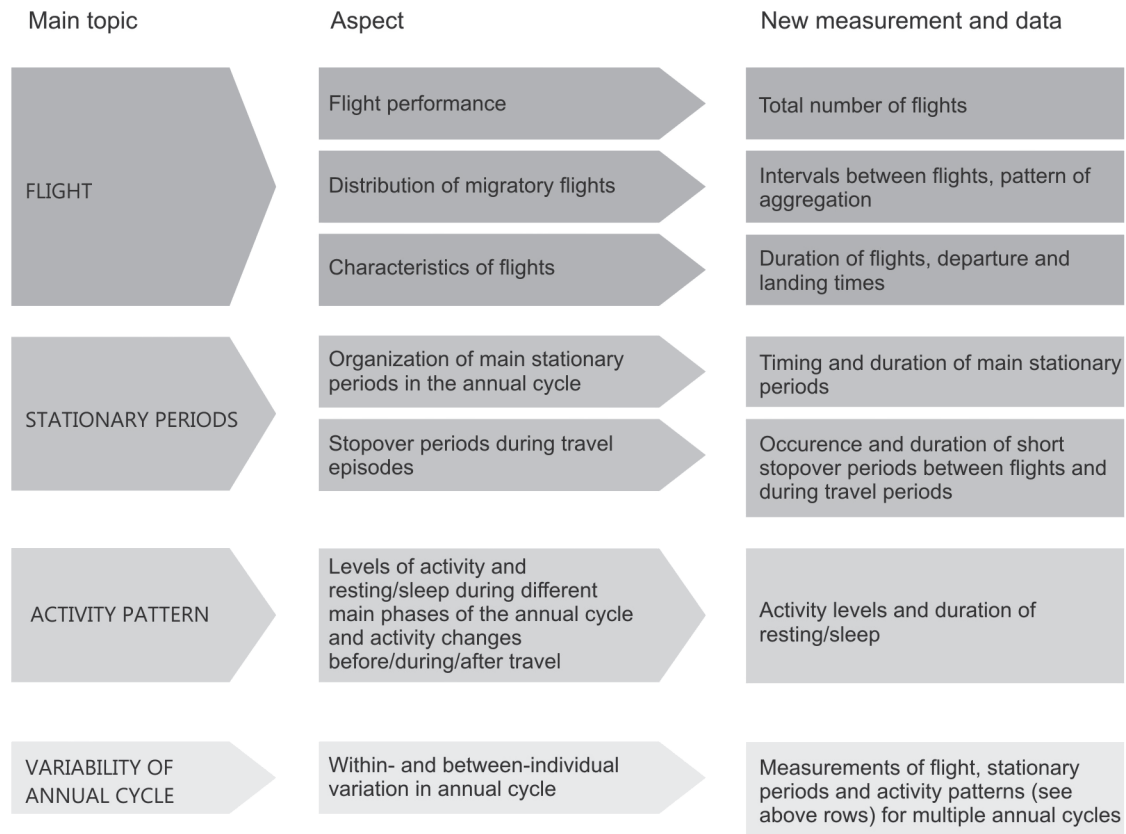 Main topic
Aspect
New measurement and data
FLIGHT
Flight performance
Total number of flights
Distribution of migratory flights
Intervals between flights, pattern of
aggregation
Characteristics of flights
Duration of flights, departure and
landing times
STATIONARY PERIODS
Organization of main stationary
periods in the annual cycle
Timing and duration of main stationary
periods
Stopover periods during travel
episodes
Occurence and duration of short
stopover periods between flights and
during travel periods
ACTIVITY PATTERN
Levels of activity and
resting/sleep during different
main phases of the annual cycle
and activity changes
before/during/after travel
Activity levels and duration of
resting/sleep
VARIABILITY OF
ANNUAL CYCLE
Within- and between-individual
variation in annual cycle
Measurements of flight, stationary
periods and activity patterns (see
above rows) for multiple annual cycles